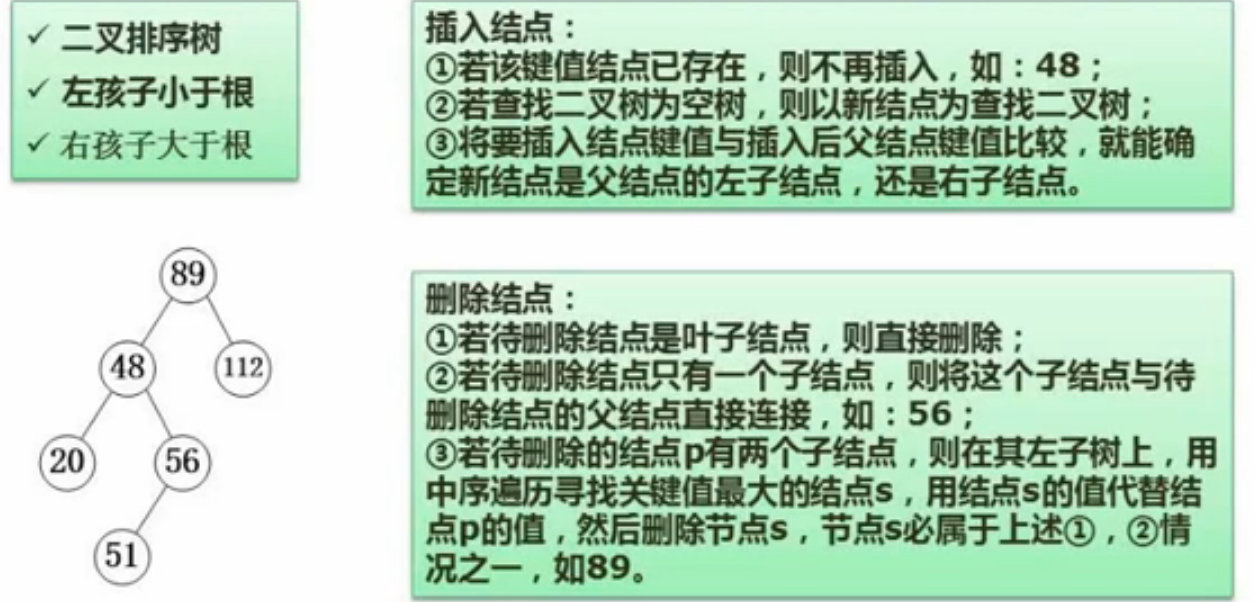 ✓ 二叉排序树
✓ 左孩子小于根
✓ 右孩子大于根
插入结点：
①若该键值结点已存在，则不再插入，如：48；
②若查找二叉树为空树，则以新结点为查找二叉树；
③将要插入结点键值与插入后父结点键值比较，就能确
定新结点是父结点的左子结点，还是右子结点。
89
48
112
20
56
51
删除结点：
①若待删除结点是叶子结点，则直接删除；
②若待删除结点只有一个子结点，则将这个子结点与待
删除结点的父结点直接连接，如：56；
③若待删除的结点p有两个子结点，则在其左子树上，用
中序遍历寻找关键值最大的结点s，用结点s的值代替结
点p的值，然后删除节点s，节点s必属于上述①，②情
况之一，如89。